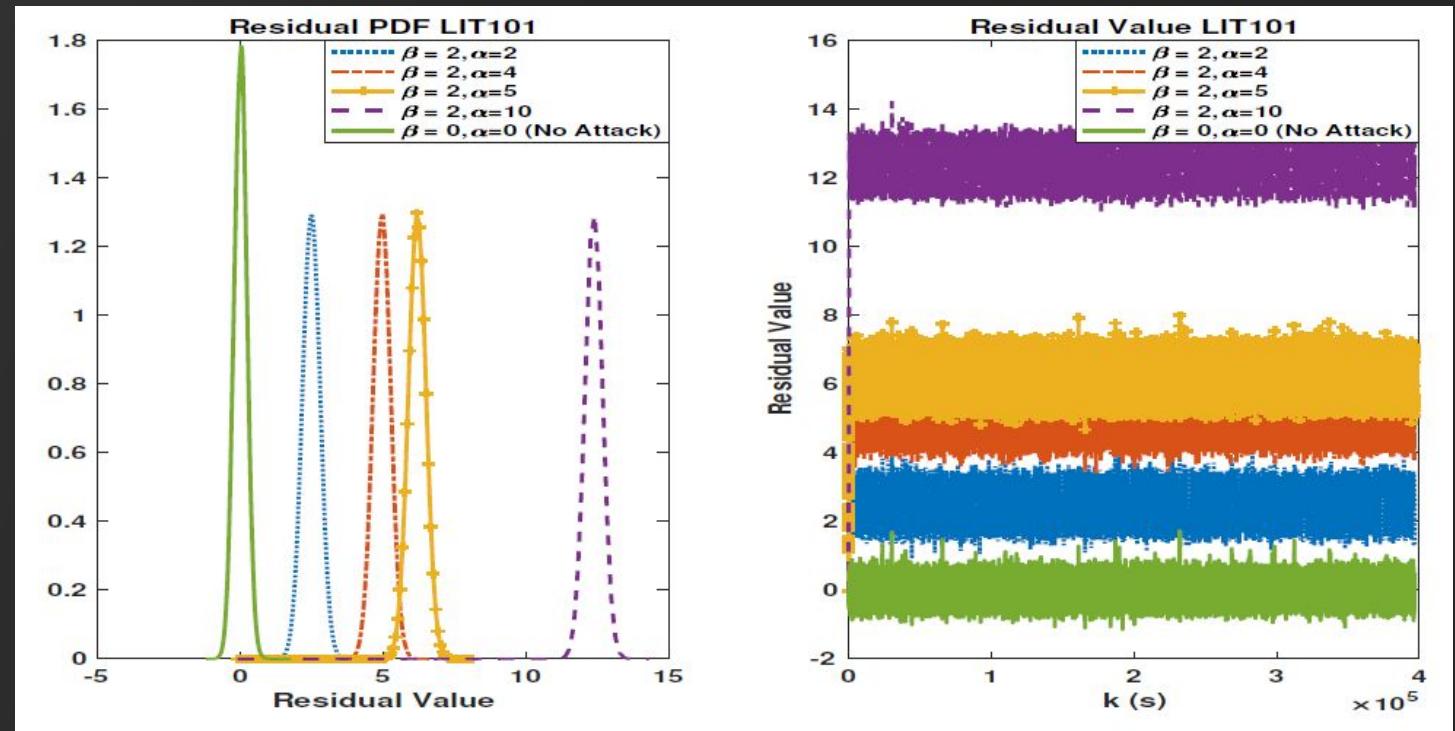 Residual PDF LIT101
β = 2, α=2
β = 2, α=4
β = 2, α=5
β = 2, α=10
β = 0, α=0 (No Attack)
1.8
1.6
1.4
1.2
1
0.8
0.6
0.4
0.2
0
-5 0 5 10 15
Residual Value
Residual Value LIT101
β = 2, α=2
β = 2, α=4
β = 2, α=5
β = 2, α=10
β = 0, α=0 (No Attack)
Residual Value
16
14
12
10
8
6
4
2
0
-2
0 1 2 3 4
k (s)
×10⁵